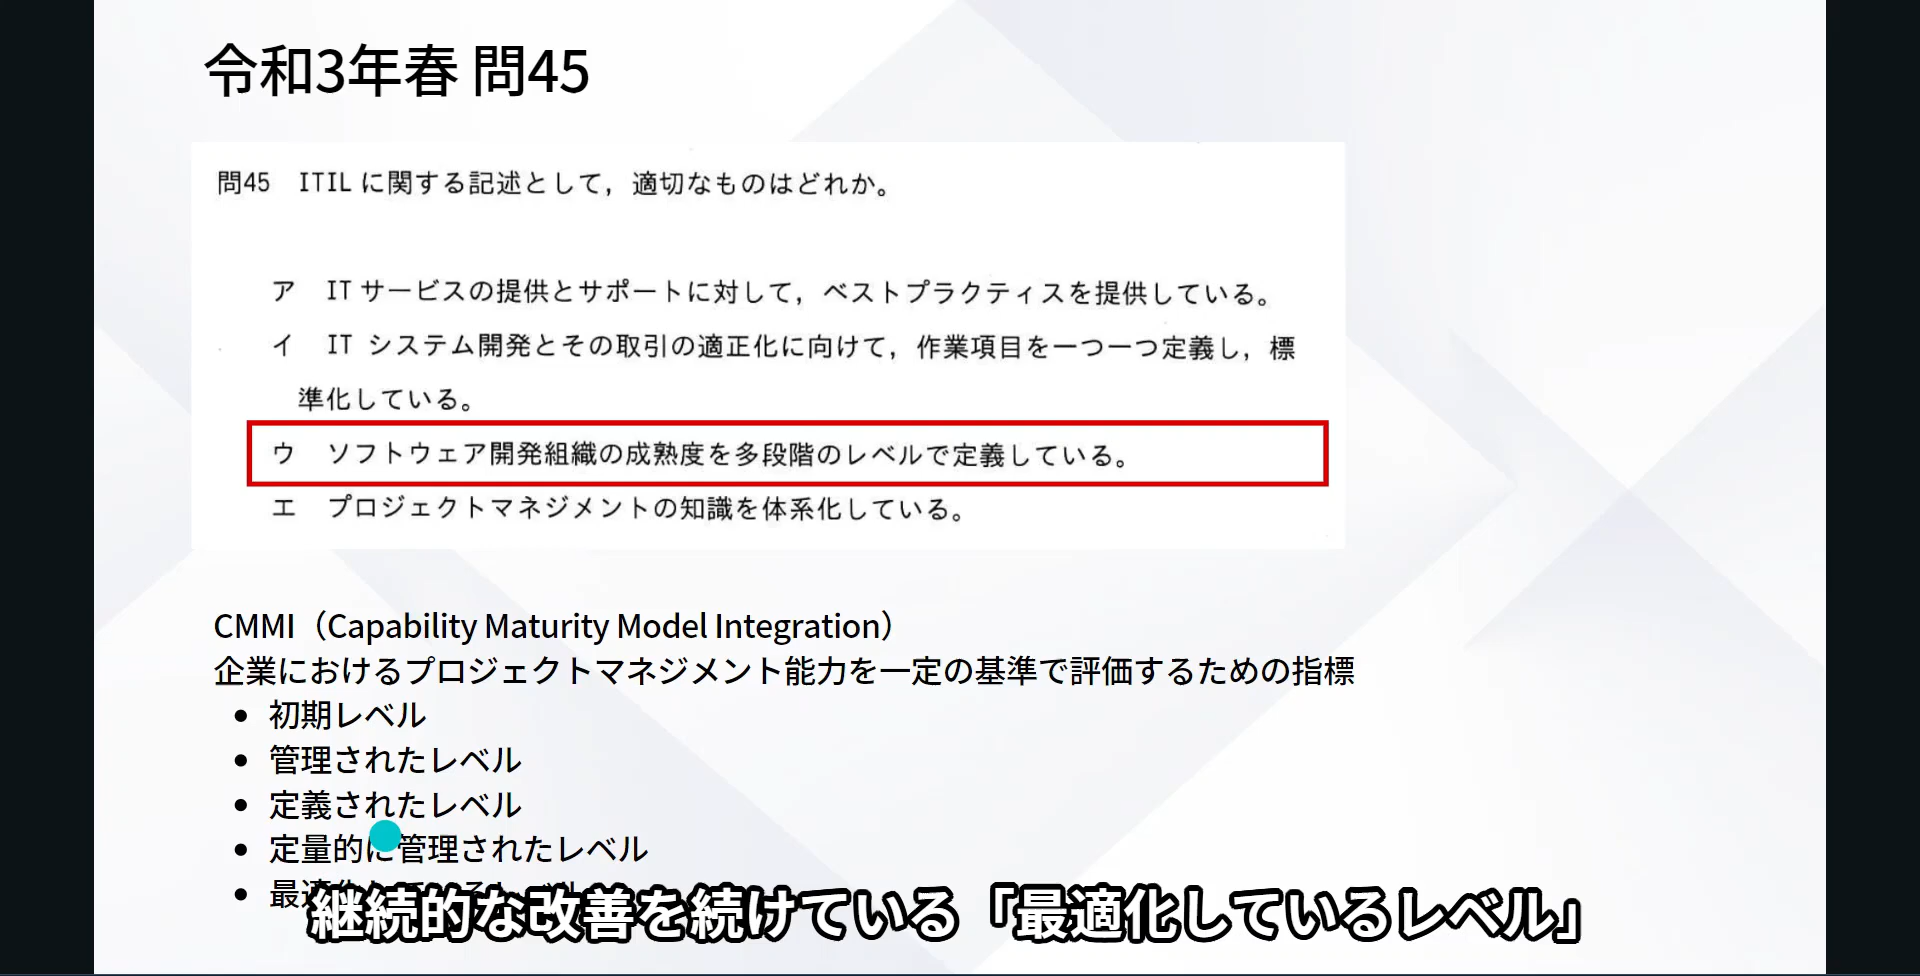 令和3年春 問45
問45 ITIL に関する記述として，適切なものはどれか。
ア IT サービスの提供とサポートに対して，ベストプラクティスを提供している。
イ IT システム開発とその取引の適正化に向けて，作業項目を一つ一つ定義し，標
準化している。
ウ ソフトウェア開発組織の成熟度を多段階のレベルで定義している。
エ プロジェクトマネジメントの知識を体系化している。
CMMI（Capability Maturity Model Integration）
企業におけるプロジェクトマネジメント能力を一定の基準で評価するための指標
• 初期レベル
• 管理されたレベル
• 定義されたレベル
• 定量的に管理されたレベル
• 最
継続的な改善を続けている「最適化しているレベル」